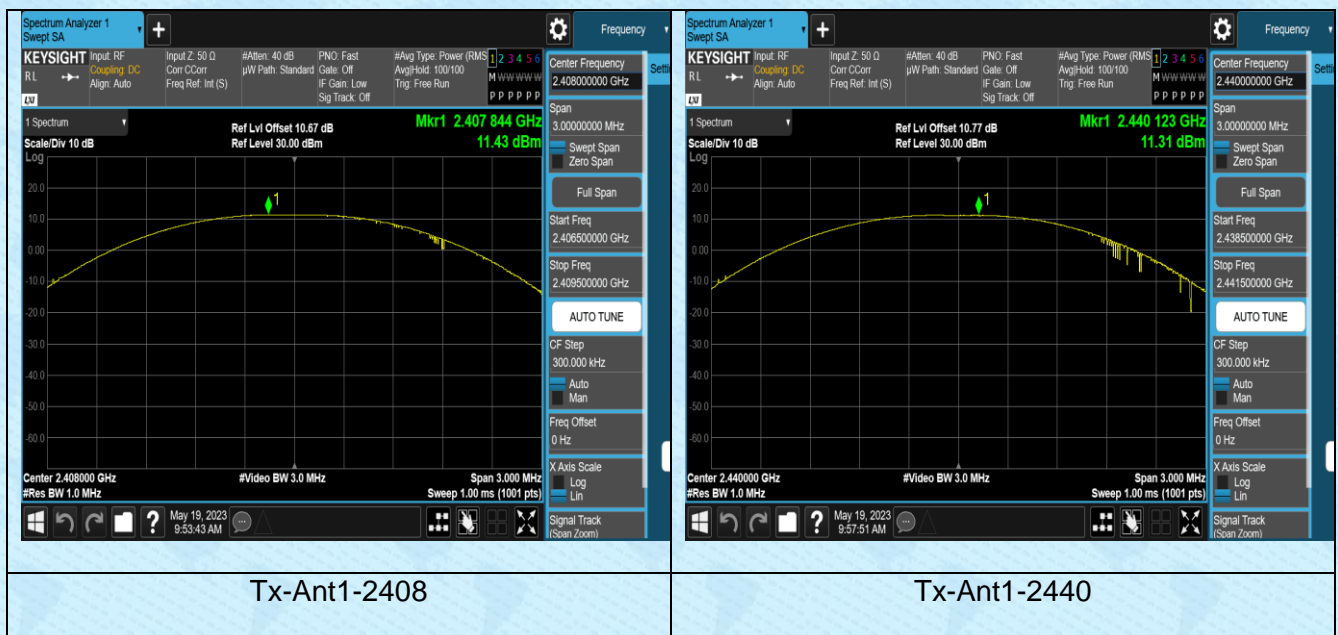 Spectrum Analyzer 1
Swept SA
+
Frequency
KEYSIGHT
RL
LXI
Input: RF
Coupling: DC
Align: Auto
Input Z: 50 Ω
Corr CCorr
Freq Ref: Int (S)
#Atten: 40 dB
µW Path: Standard
PNO: Fast
Gate: Off
IF Gain: Low
Sig Track: Off
#Avg Type: Power (RMS
Avg|Hold: 100/100
Trig: Free Run
1 2 3 4 5 6
M W W W W W
P P P P P P
Center Frequency
2.408000000 GHz
Setti
Span
3.00000000 MHz
Swept Span
Zero Span
Full Span
Start Freq
2.406500000 GHz
Stop Freq
2.409500000 GHz
AUTO TUNE
CF Step
300.000 kHz
Auto
Man
Freq Offset
0 Hz
X Axis Scale
Log
Lin
Signal Track
(Span Zoom)
1 Spectrum
Scale/Div 10 dB
Log
Ref Lvl Offset 10.67 dB
Ref Level 30.00 dBm
Mkr1 2.407 844 GHz
11.43 dBm
1
20.0
10.0
0.00
-10.0
-20.0
-30.0
-40.0
-50.0
-60.0
Center 2.408000 GHz
#Res BW 1.0 MHz
#Video BW 3.0 MHz
Span 3.000 MHz
Sweep 1.00 ms (1001 pts)
?
May 19, 2023
9:53:43 AM
Tx-Ant1-2408
Spectrum Analyzer 1
Swept SA
+
Frequency
KEYSIGHT
RL
LXI
Input: RF
Coupling: DC
Align: Auto
Input Z: 50 Ω
Corr CCorr
Freq Ref: Int (S)
#Atten: 40 dB
µW Path: Standard
PNO: Fast
Gate: Off
IF Gain: Low
Sig Track: Off
#Avg Type: Power (RMS
Avg|Hold: 100/100
Trig: Free Run
1 2 3 4 5 6
M W W W W W
P P P P P P
Center Frequency
2.440000000 GHz
Setti
Span
3.00000000 MHz
Swept Span
Zero Span
Full Span
Start Freq
2.438500000 GHz
Stop Freq
2.441500000 GHz
AUTO TUNE
CF Step
300.000 kHz
Auto
Man
Freq Offset
0 Hz
X Axis Scale
Log
Lin
Signal Track
(Span Zoom)
1 Spectrum
Scale/Div 10 dB
Log
Ref Lvl Offset 10.77 dB
Ref Level 30.00 dBm
Mkr1 2.440 123 GHz
11.31 dBm
1
20.0
10.0
0.00
-10.0
-20.0
-30.0
-40.0
-50.0
-60.0
Center 2.440000 GHz
#Res BW 1.0 MHz
#Video BW 3.0 MHz
Span 3.000 MHz
Sweep 1.00 ms (1001 pts)
?
May 19, 2023
9:57:51 AM
Tx-Ant1-2440